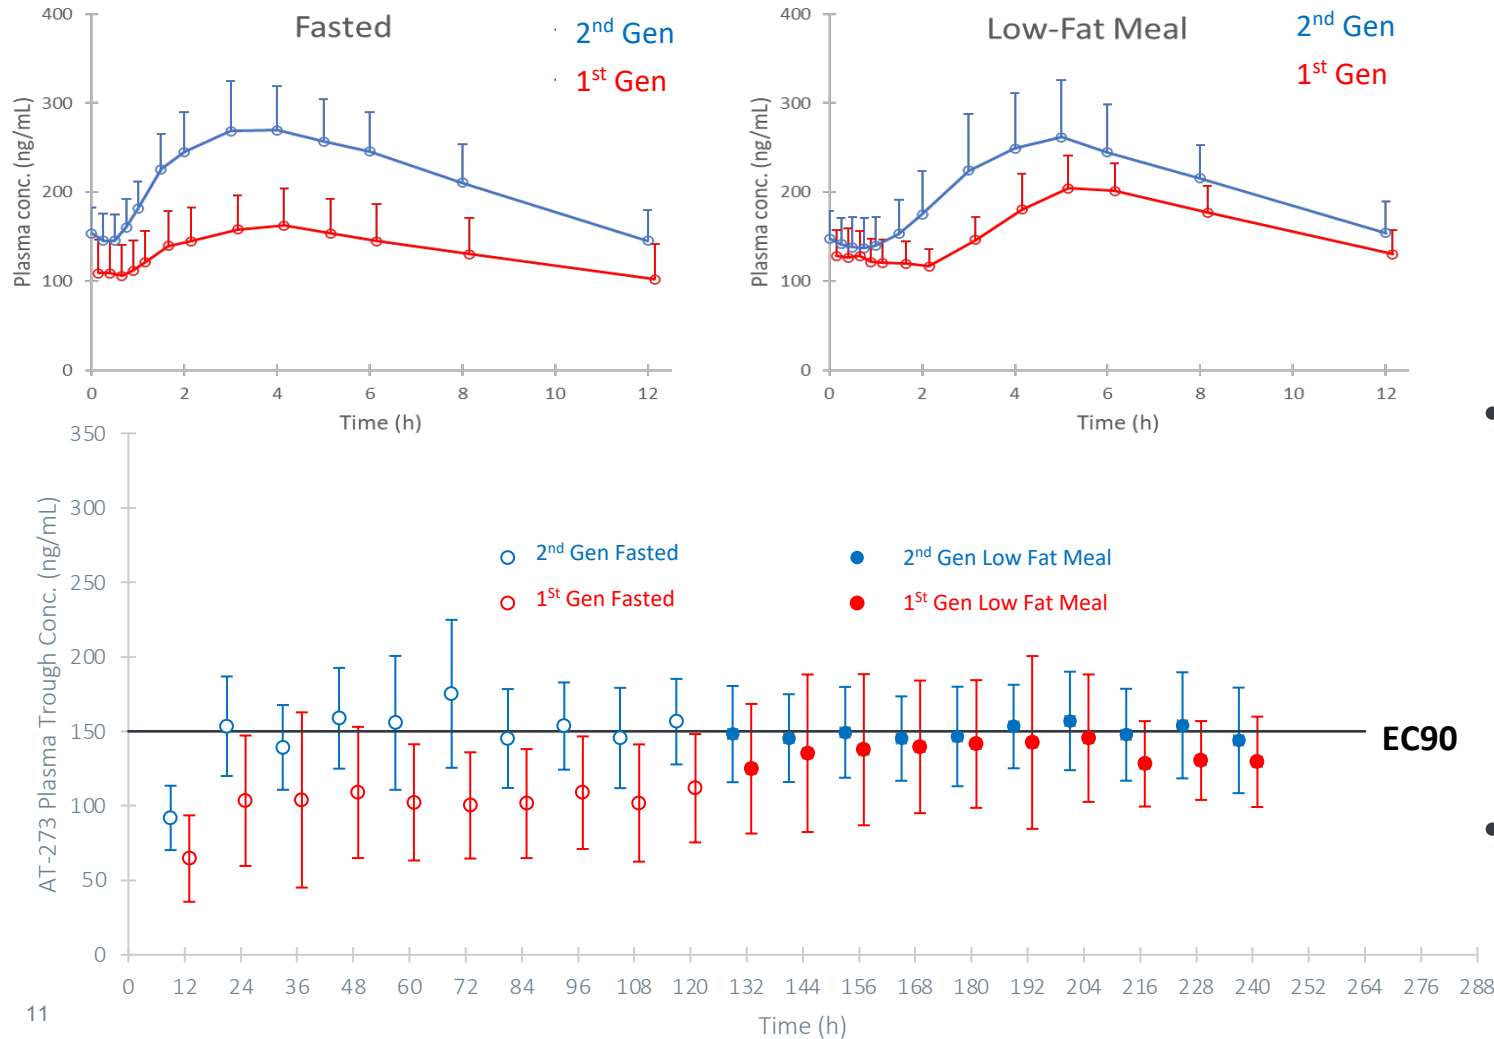 Fasted
2nd Gen
1st Gen
400
300
200
100
0
Plasma conc. (ng/mL)
0 2 4 6 8 10 12
Time (h)
Low-Fat Meal
2nd Gen
1st Gen
400
300
200
100
0
Plasma conc. (ng/mL)
0 2 4 6 8 10 12
Time (h)
350
300
250
200
150
100
50
0
AT-273 Plasma Trough Conc. (ng/mL)
2nd Gen Fasted
1St Gen Fasted
2nd Gen Low Fat Meal
1St Gen Low Fat Meal
EC90
0 12 24 36 48 60 72 84 96 108 120 132 144 156 168 180 192 204 216 228 240 252 264 276 288
Time (h)
11